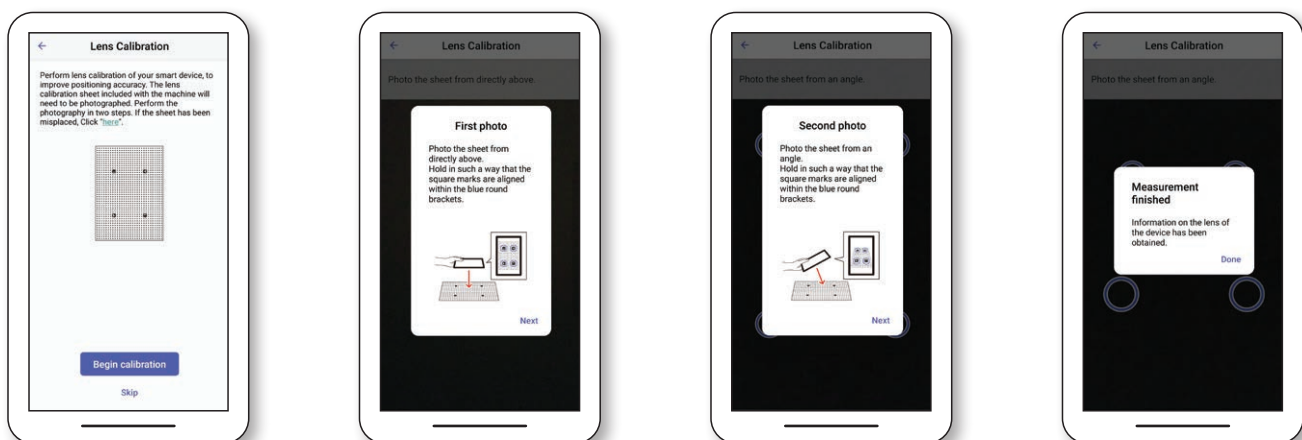 Lens Calibration
Perform lens calibration of your smart device, to
improve positioning accuracy. The lens
calibration sheet included with the machine will
need to be photographed. Perform the
photography in two steps. If the sheet has been
misplaced, Click "here".
Begin calibration
Skip
Lens Calibration
Photo the sheet from directly above.
First photo
Photo the sheet from
directly above.
Hold in such a way that the
square marks are aligned
within the blue round
brackets.
Next
Lens Calibration
Photo the sheet from an angle.
Second photo
Photo the sheet from an
angle.
Hold in such a way that the
square marks are aligned
within the blue round
brackets.
Next
Lens Calibration
Photo the sheet from an angle.
Measurement
finished
Information on the lens of
the device has been
obtained.
Done